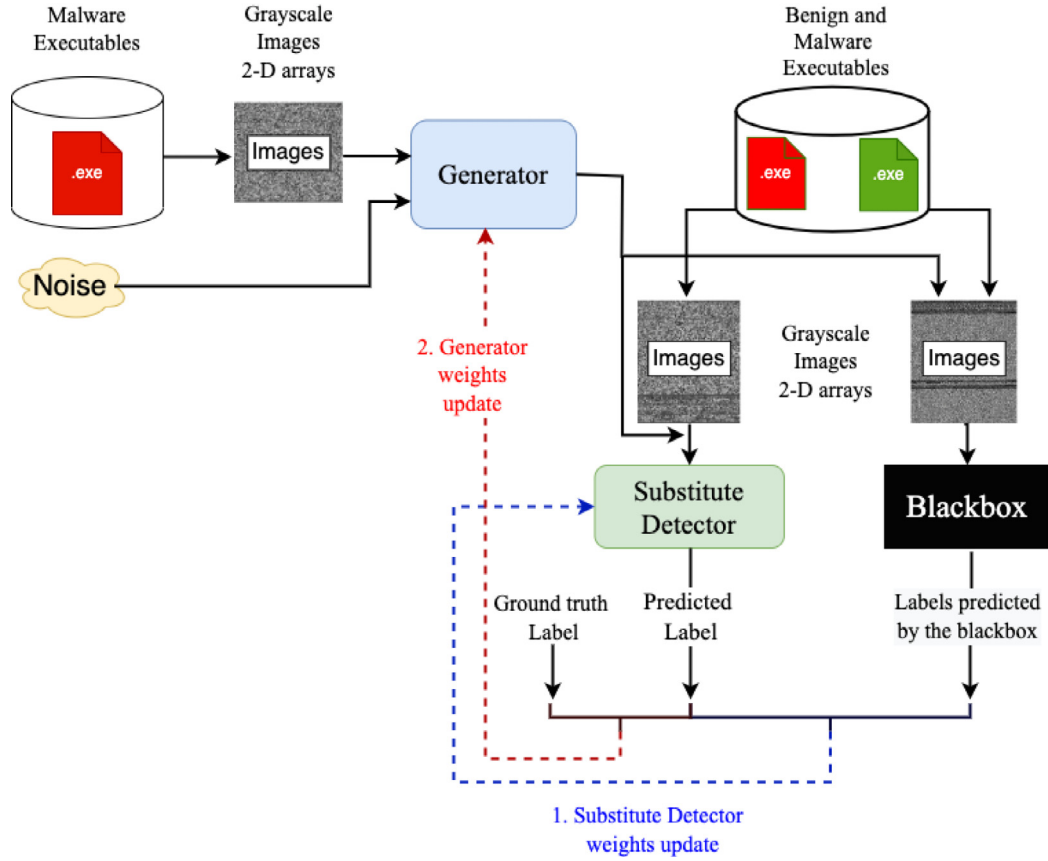 Malware
Executables
Grayscale
Images
2-D arrays
Benign and
Malware
Executables
.exe
Images
Generator
.exe
.exe
Noise
2. Generator
weights
update
Images
Grayscale
Images
2-D arrays
Images
Substitute
Detector
Blackbox
Ground truth
Label
Predicted
Label
Labels predicted
by the blackbox
1. Substitute Detector
weights update